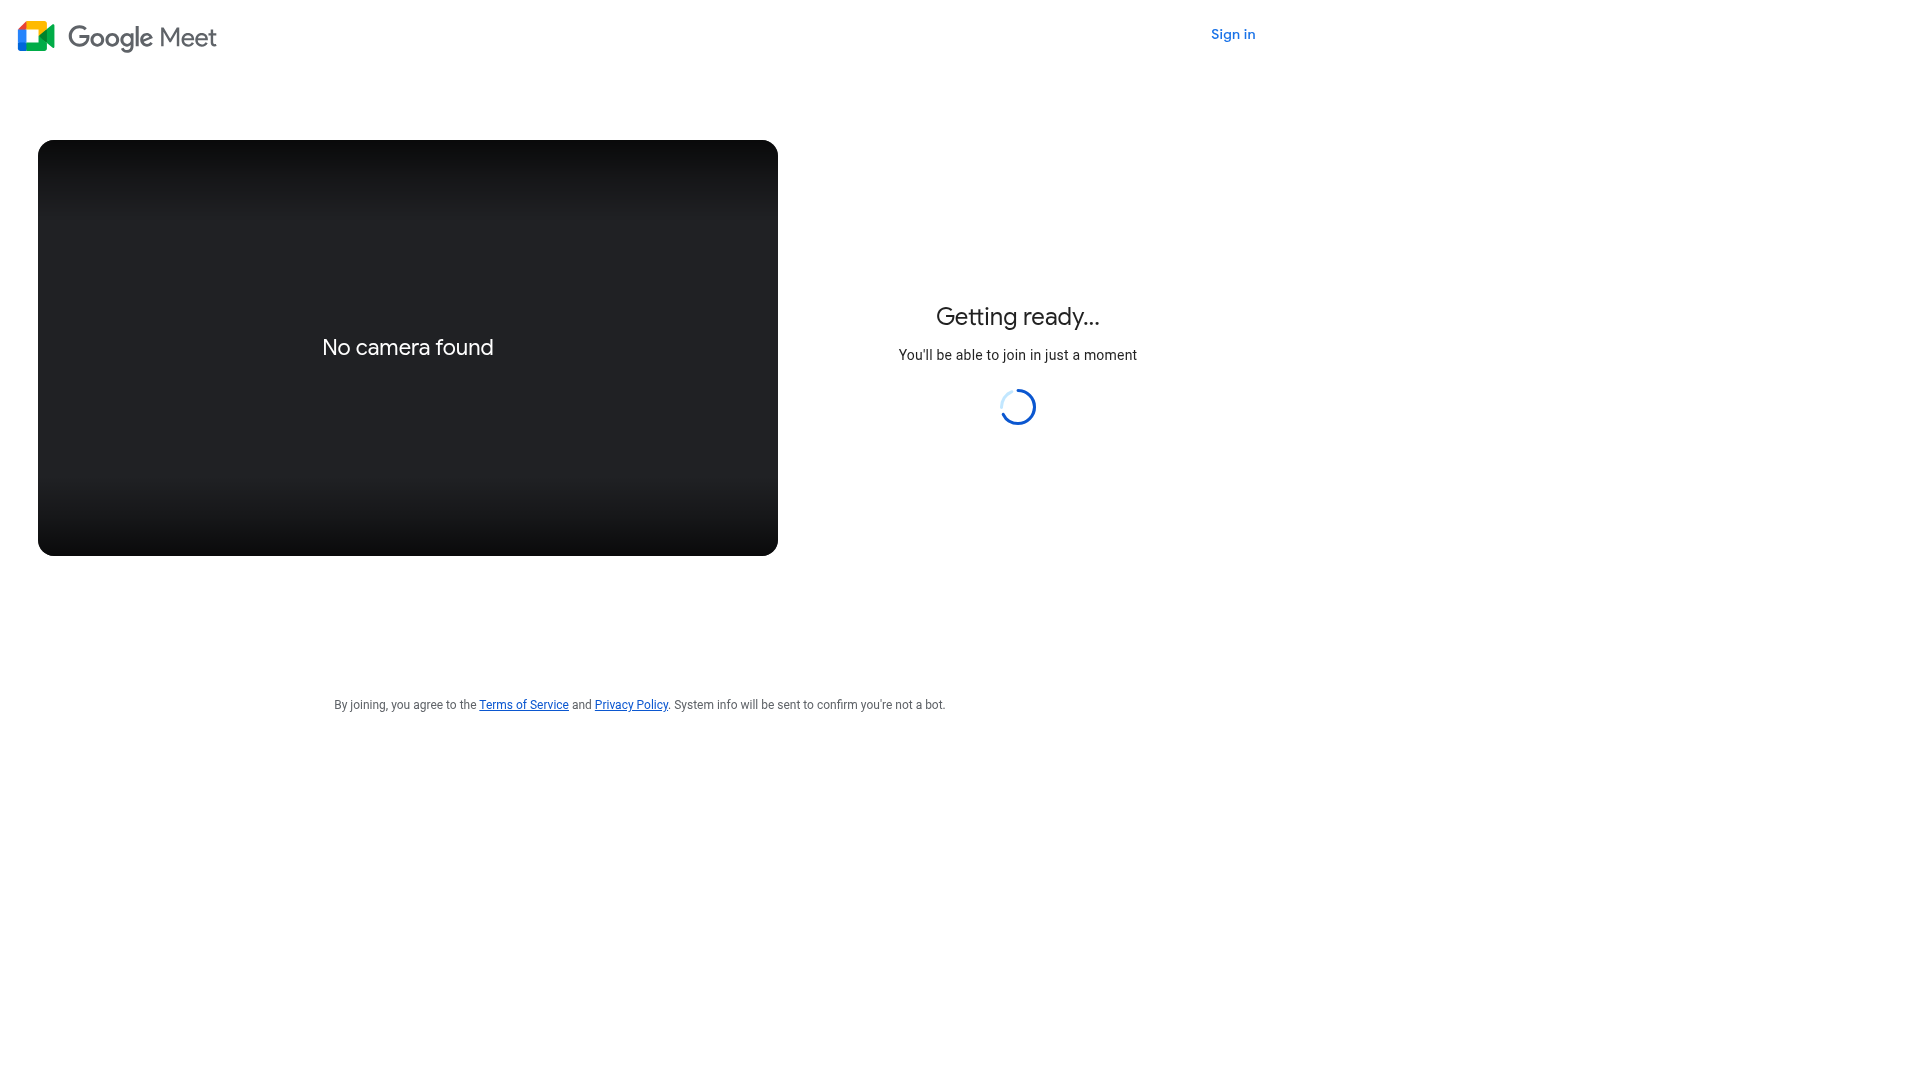 Google Meet
Sign in
No camera found
Getting ready...
You'll be able to join in just a moment
By joining, you agree to the Terms of Service and Privacy Policy. System info will be sent to confirm you're not a bot.